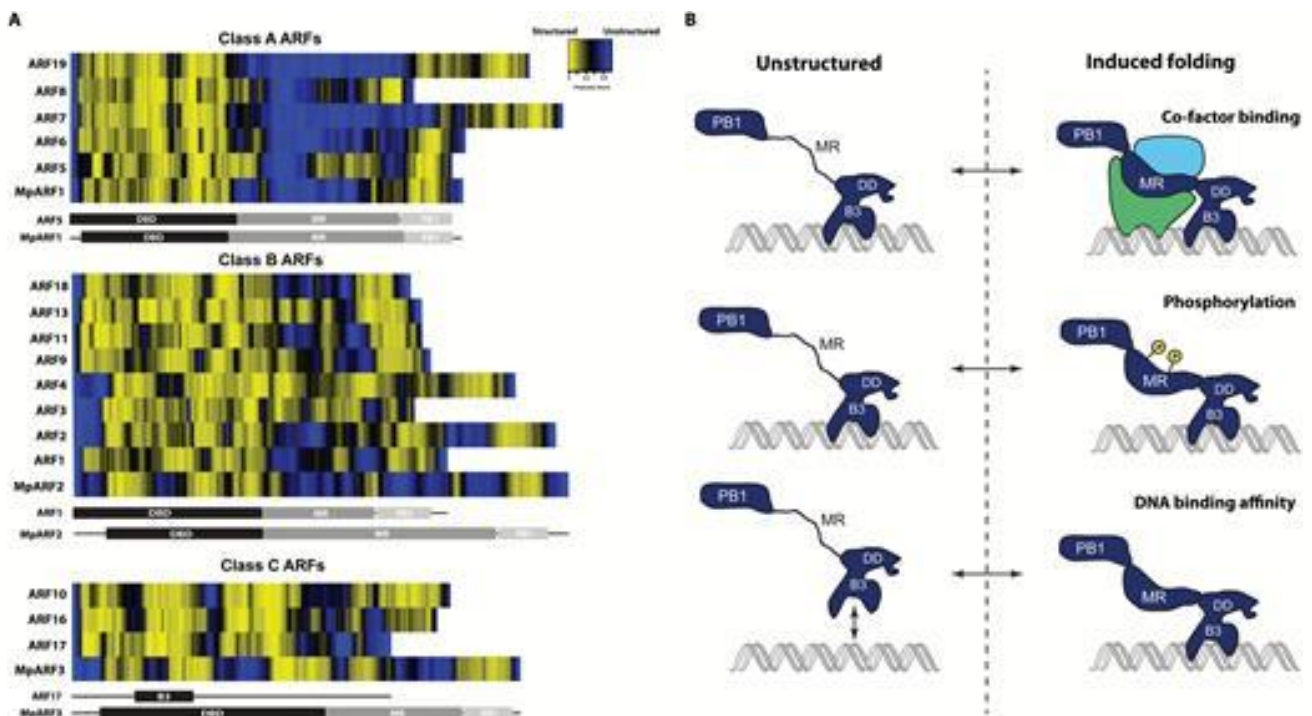 A
Class A ARFs
Structured
Unstructured
ARF19
ARF8
ARF7
ARF6
ARF5
MpARF1
ARF5
DBD
MR
MpARF1
DBD
MR
Class B ARFs
ARF18
ARF13
ARF11
ARF9
ARF4
ARF3
ARF2
ARF1
MpARF2
ARF1
DBD
MR
MpARF2
DBD
MR
Class C ARFs
ARF10
ARF16
ARF17
MpARF3
ARF17
B3
MpARF3
DBD
MR
B
Unstructured
Induced folding
PB1
MR
DD
B3
Co-factor binding
PB1
MR
DD
B3
PB1
MR
DD
B3
Phosphorylation
PB1
P
P
MR
DD
B3
PB1
MR
DD
B3
DNA binding affinity
PB1
MR
DD
B3